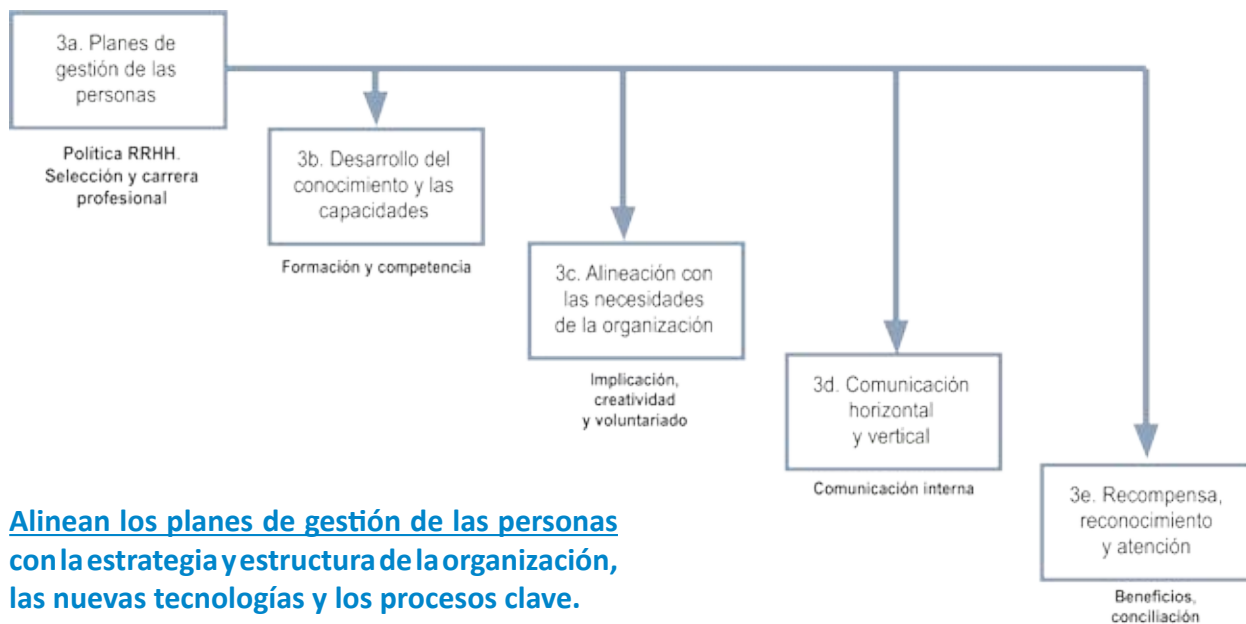 3a. Planes de
gestión de las
personas
Política RRHH.
Selección y carrera
profesional
3b. Desarrollo del
conocimiento y las
capacidades
Formación y competencia
3c. Alineación con
las necesidades
de la organización
Implicación,
creatividad
y voluntariado
3d. Comunicación
horizontal
y vertical
Comunicación interna
3e. Recompensa,
reconocimiento
y atención
Beneficios,
conciliación
Alinean los planes de gestión de las personas
con la estrategia y estructura de la organización,
las nuevas tecnologías y los procesos clave.